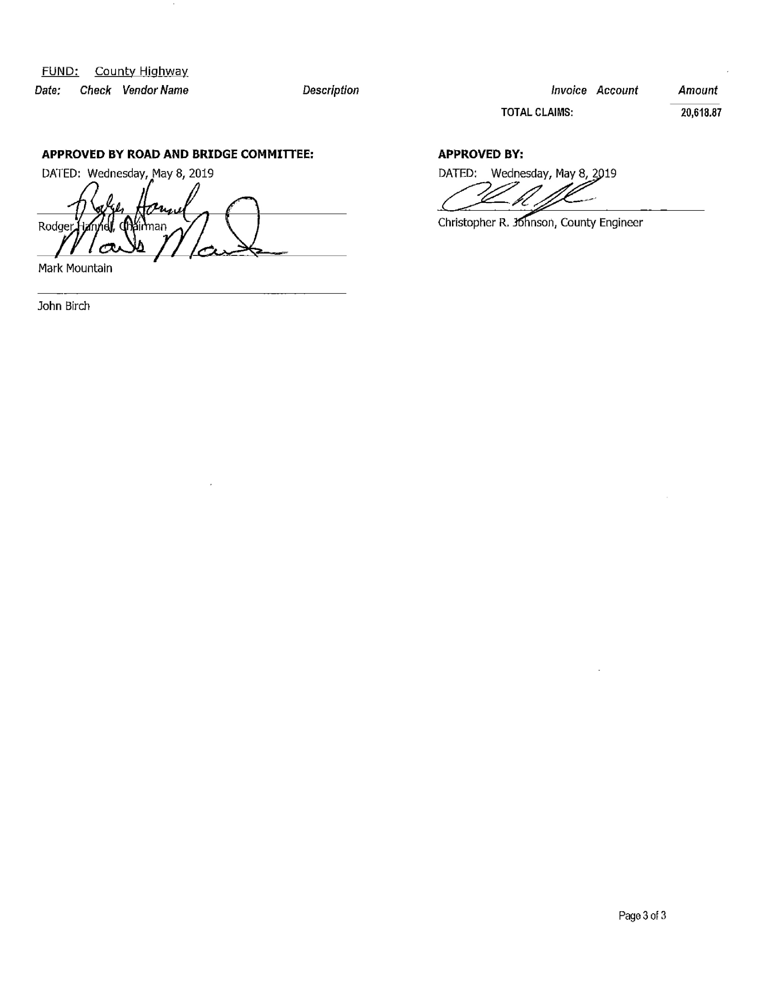 FUND: County Highway
Date: Check Vendor Name Description Invoice Account Amount
TOTAL CLAIMS: 20,618.87
APPROVED BY ROAD AND BRIDGE COMMITTEE: APPROVED BY:
DATED: Wednesday, May 8, 2019 DATED: Wednesday, May 8, 2019
Rodger Hannel
Rodger Hannel, Chairman Christopher R. Johnson, County Engineer
Mark
Mark Mountain
John Birch
Page 3 of 3